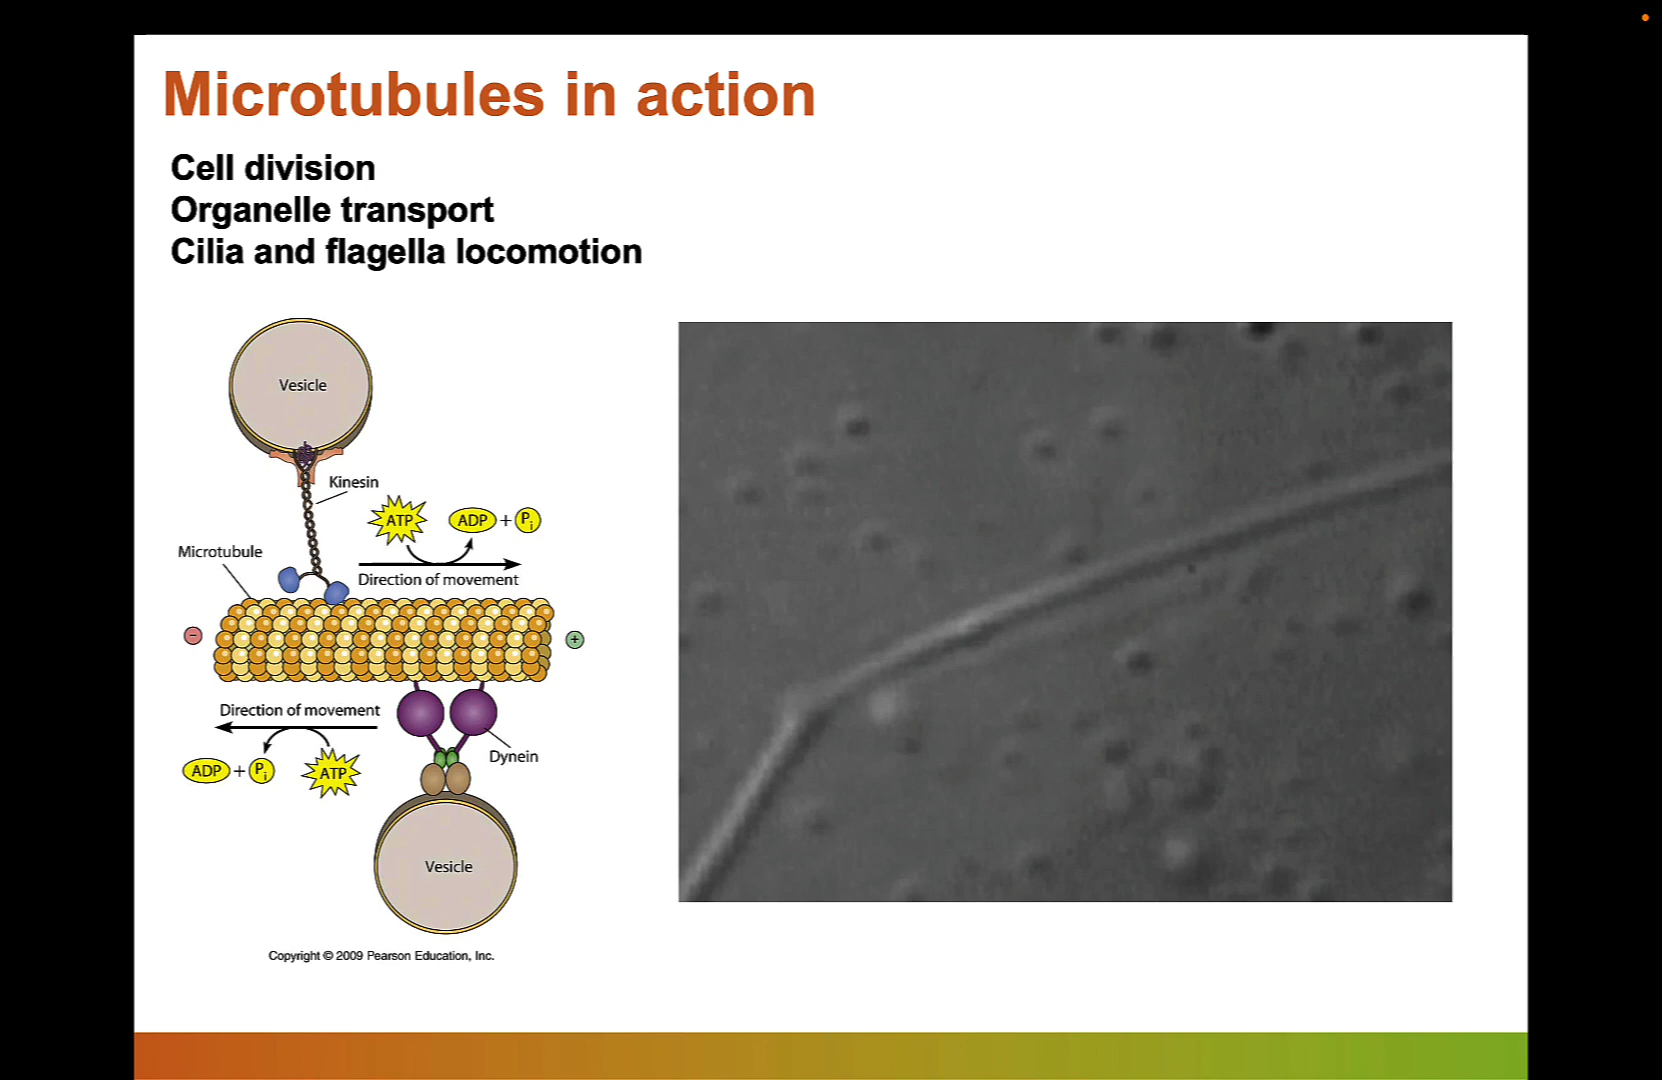 Microtubules in action
Cell division
Organelle transport
Cilia and flagella locomotion
Vesicle
Kinesin
ATP
ADP + Pi
Microtubule
Direction of movement
−
+
Direction of movement
ADP + Pi
ATP
Dynein
Vesicle
Copyright © 2009 Pearson Education, Inc.